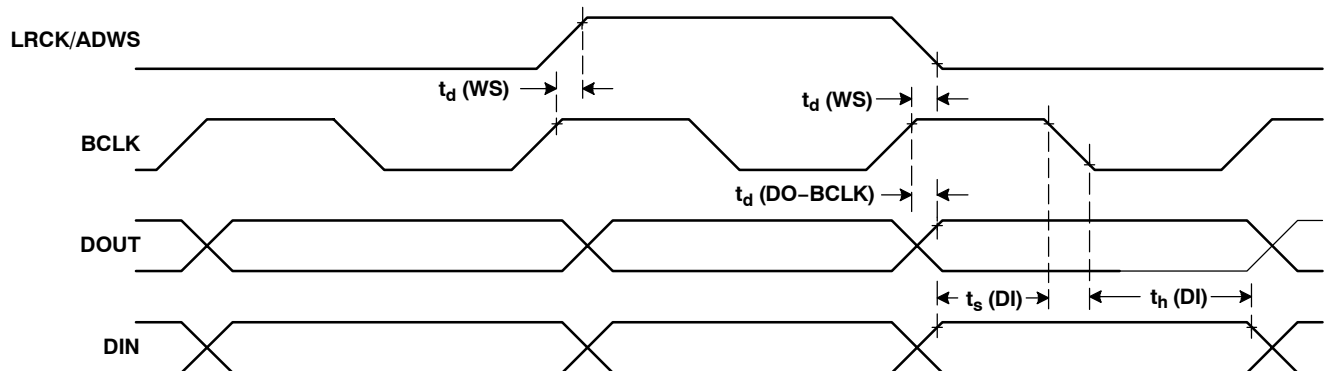 LRCK/ADWS
td (WS)
td (WS)
BCLK
td (DO−BCLK)
DOUT
ts (DI)
th (DI)
DIN